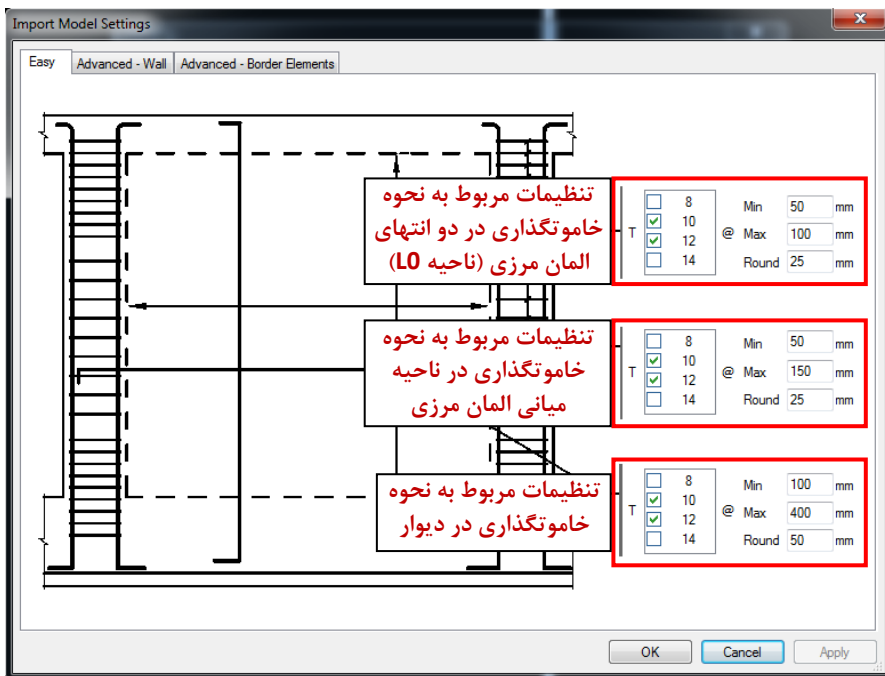 Import Model Settings
Easy
Advanced - Wall
Advanced - Border Elements
تنظیمات مربوط به نحوه
خاموتگذاری در دو انتهای
المان مرزی (ناحیه L0)
T
8
10
12
14
@
Min 50 mm
Max 100 mm
Round 25 mm
تنظیمات مربوط به نحوه
خاموتگذاری در ناحیه
میانی المان مرزی
T
8
10
12
14
@
Min 50 mm
Max 150 mm
Round 25 mm
تنظیمات مربوط به نحوه
خاموتگذاری در دیوار
T
8
10
12
14
@
Min 100 mm
Max 400 mm
Round 50 mm
OK
Cancel
Apply